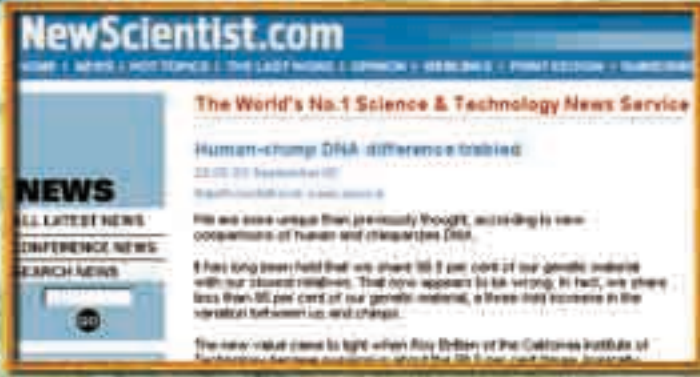 NewScientist.com
HOME | NEWS | HOT TOPICS | THE LAST WORD | OPINION | WEBLINKS | PRINT EDITION | SUBSCRIBE
The World's No.1 Science & Technology News Service
Human-chimp DNA difference trebled
NEWS
ALL LATEST NEWS
CONFERENCE NEWS
SEARCH NEWS
GO
We are more unique than previously thought, according to new
comparisons of human and chimpanzee DNA.
It has long been held that we share 98.5 per cent of our genetic material
with our closest relatives. That now appears to be wrong. In fact, we share
less than 95 per cent of our genetic material, a three-fold increase in the
variation between us and chimps.
The new value came to light when Roy Britten of the California Institute of